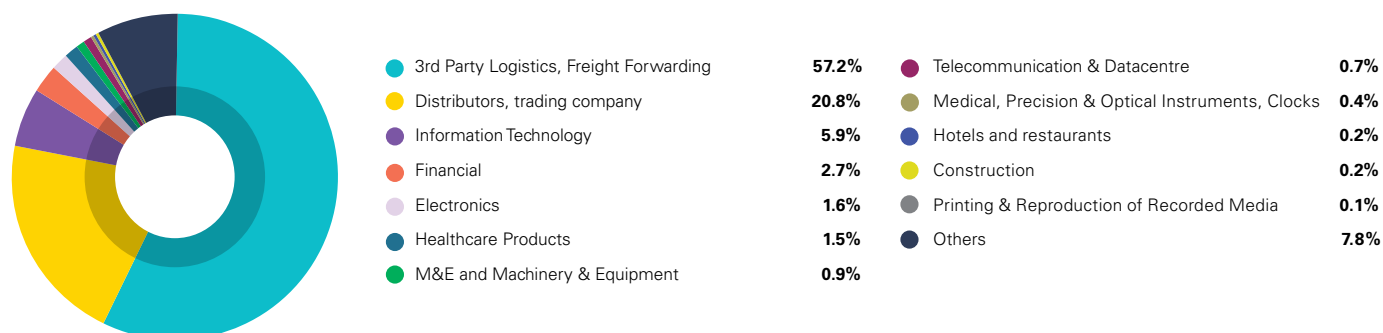 3rd Party Logistics, Freight Forwarding 57.2%
Distributors, trading company 20.8%
Information Technology 5.9%
Financial 2.7%
Electronics 1.6%
Healthcare Products 1.5%
M&E and Machinery & Equipment 0.9%
Telecommunication & Datacentre 0.7%
Medical, Precision & Optical Instruments, Clocks 0.4%
Hotels and restaurants 0.2%
Construction 0.2%
Printing & Reproduction of Recorded Media 0.1%
Others 7.8%